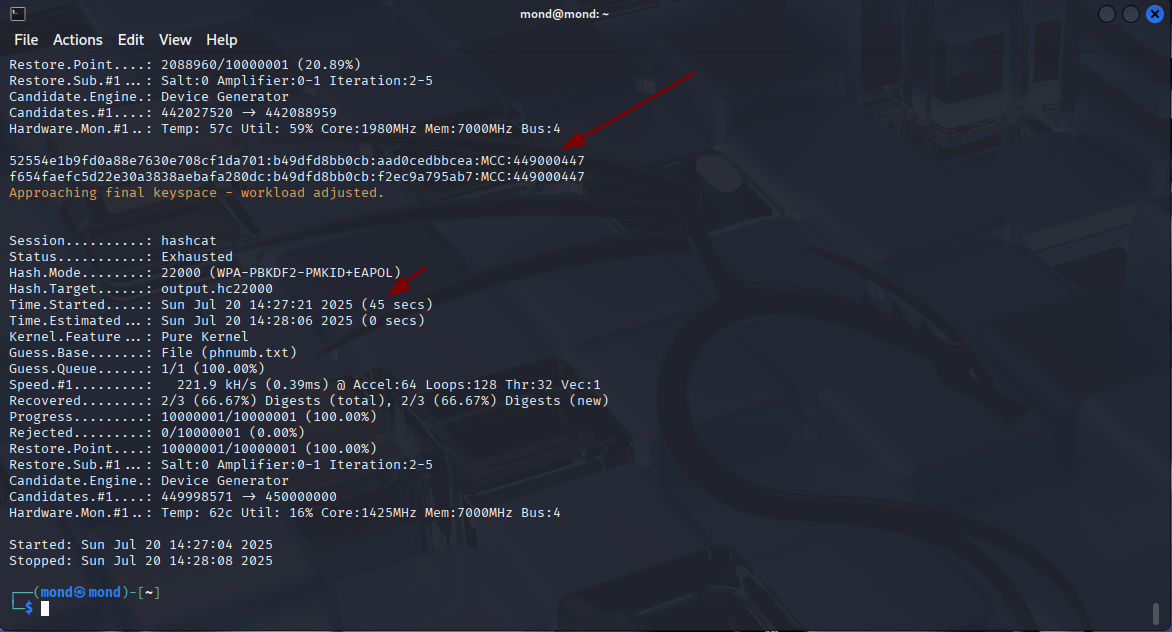 mond@mond: ~
File Actions Edit View Help
Restore.Point....: 2088960/10000001 (20.89%)
Restore.Sub.#1...: Salt:0 Amplifier:0-1 Iteration:2-5
Candidate.Engine.: Device Generator
Candidates.#1....: 442027520 -> 442088959
Hardware.Mon.#1..: Temp: 57c Util: 59% Core:1980MHz Mem:7000MHz Bus:4
52554e1b9fd0a88e7630e708cf1da701:b49dfd8bb0cb:aad0cedbbcea:MCC:449000447
f654faefc5d22e30a3838aebafa280dc:b49dfd8bb0cb:f2ec9a795ab7:MCC:449000447
Approaching final keyspace - workload adjusted.
Session..........: hashcat
Status...........: Exhausted
Hash.Mode........: 22000 (WPA-PBKDF2-PMKID+EAPOL)
Hash.Target......: output.hc22000
Time.Started.....: Sun Jul 20 14:27:21 2025 (45 secs)
Time.Estimated...: Sun Jul 20 14:28:06 2025 (0 secs)
Kernel.Feature...: Pure Kernel
Guess.Base.......: File (phnumb.txt)
Guess.Queue......: 1/1 (100.00%)
Speed.#1.........:   221.9 kH/s (0.39ms) @ Accel:64 Loops:128 Thr:32 Vec:1
Recovered........: 2/3 (66.67%) Digests (total), 2/3 (66.67%) Digests (new)
Progress.........: 10000001/10000001 (100.00%)
Rejected.........: 0/10000001 (0.00%)
Restore.Point....: 10000001/10000001 (100.00%)
Restore.Sub.#1...: Salt:0 Amplifier:0-1 Iteration:2-5
Candidate.Engine.: Device Generator
Candidates.#1....: 449998571 -> 450000000
Hardware.Mon.#1..: Temp: 62c Util: 16% Core:1425MHz Mem:7000MHz Bus:4
Started: Sun Jul 20 14:27:04 2025
Stopped: Sun Jul 20 14:28:08 2025
┌──(mond㉿mond)-[~]
└─$